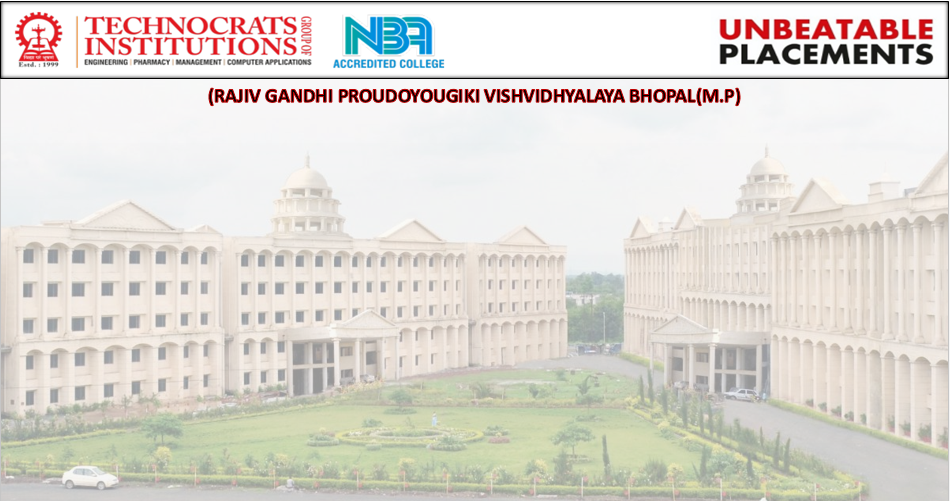 TECHNOCRATS
INSTITUTIONS
GROUP OF
ENGINEERING | PHARMACY | MANAGEMENT | COMPUTER APPLICATIONS
Estd. : 1999
NBA
ACCREDITED COLLEGE
UNBEATABLE
PLACEMENTS
(RAJIV GANDHI PROUDOYOUGIKI VISHVIDHYALAYA BHOPAL(M.P)